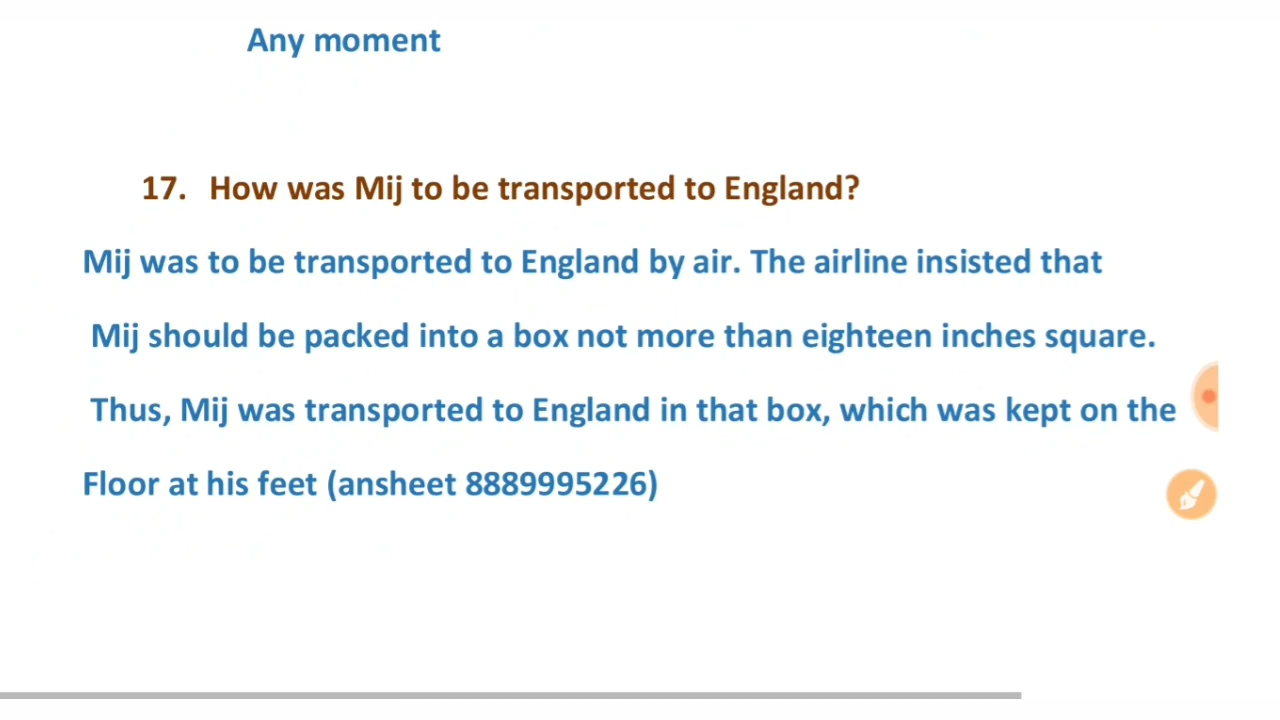 Any moment
17. How was Mij to be transported to England?
Mij was to be transported to England by air. The airline insisted that
Mij should be packed into a box not more than eighteen inches square.
Thus, Mij was transported to England in that box, which was kept on the
Floor at his feet (ansheet 8889995226)